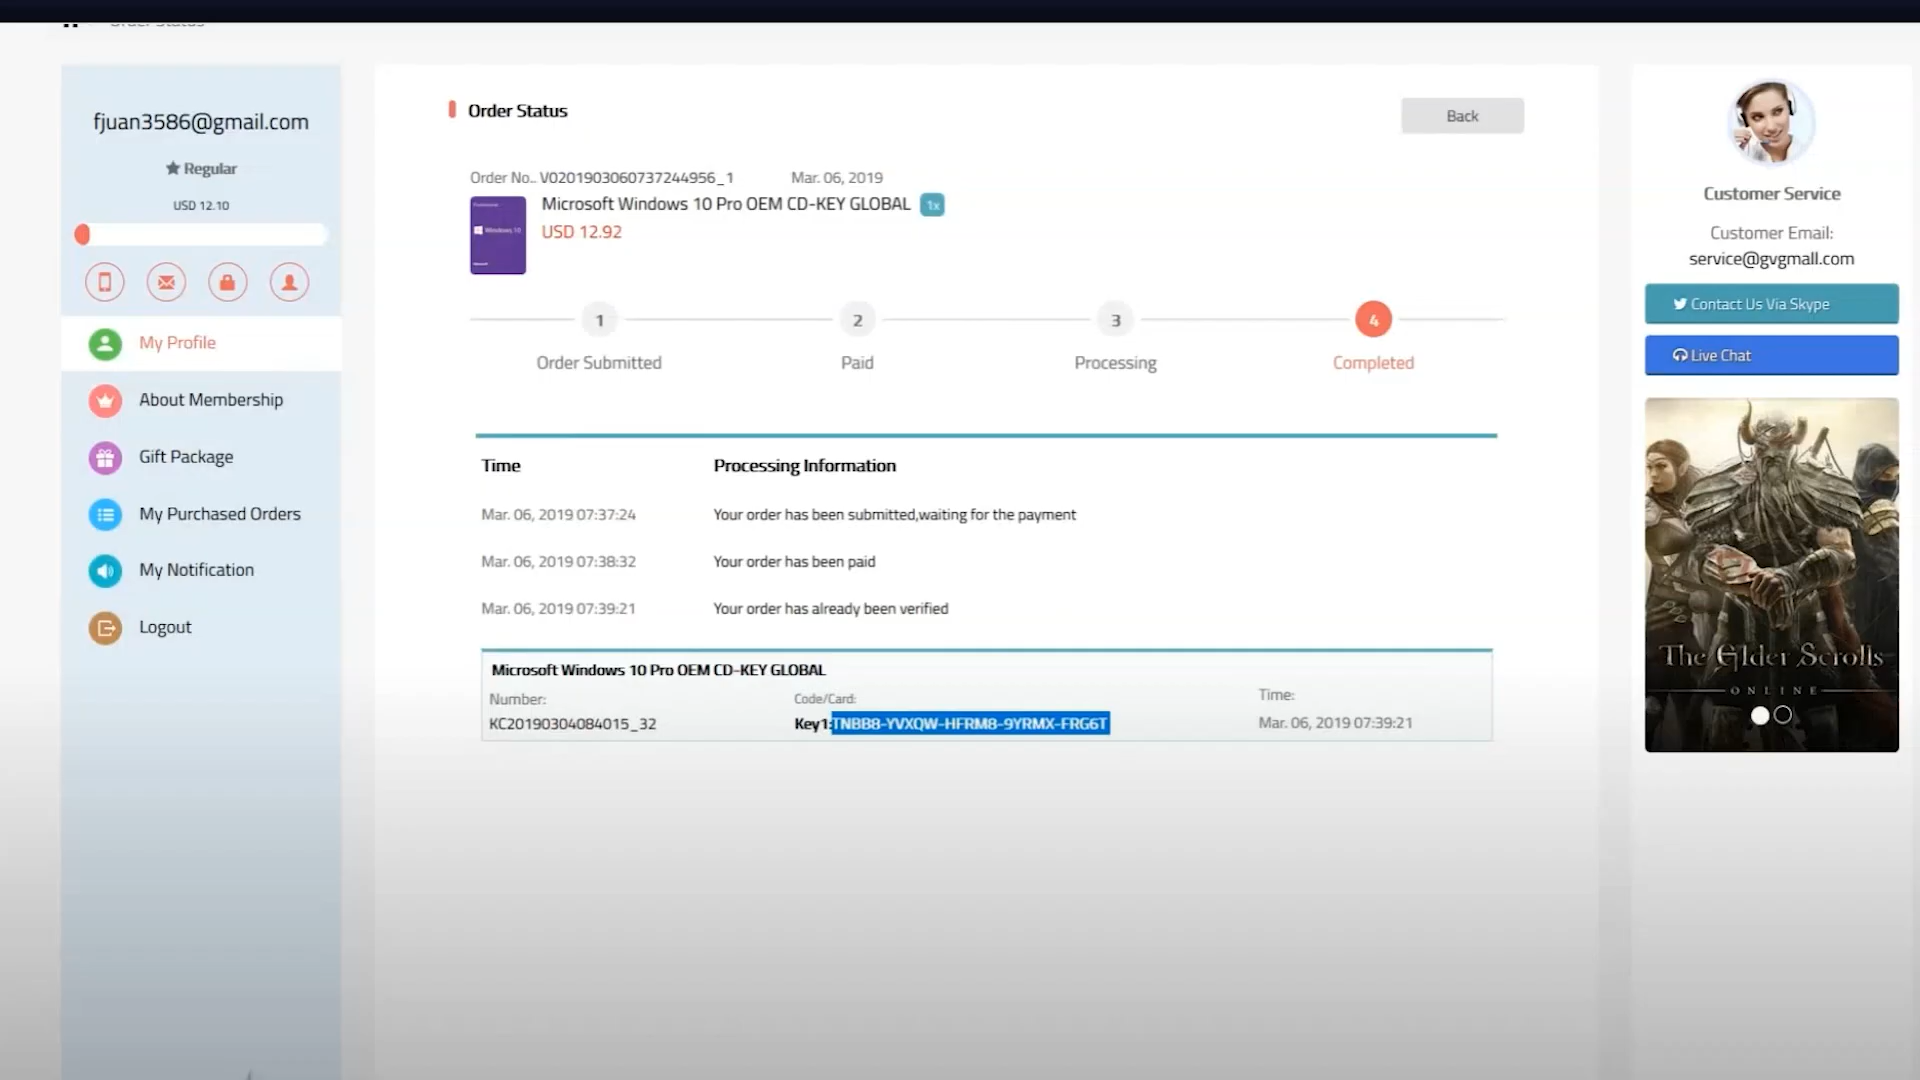 Order Status
fjuan3586@gmail.com
Regular
USD 12.10
My Profile
About Membership
Gift Package
My Purchased Orders
My Notification
Logout
Order Status
Back
Order No.. V0201903060737244956_1 Mar. 06, 2019
Microsoft Windows 10 Pro OEM CD-KEY GLOBAL 1x
USD 12.92
Windows 10
1 2 3 4
Order Submitted Paid Processing Completed
Time Processing Information
Mar. 06, 2019 07:37:24 Your order has been submitted,waiting for the payment
Mar. 06, 2019 07:38:32 Your order has been paid
Mar. 06, 2019 07:39:21 Your order has already been verified
Microsoft Windows 10 Pro OEM CD-KEY GLOBAL
Number: Code/Card: Time:
KC20190304084015_32 Key1:TNBB8-YVXQW-HFRM8-9YRMX-FRG6T Mar. 06, 2019 07:39:21
Customer Service
Customer Email:
service@gvgmall.com
Contact Us Via Skype
Live Chat
The Elder Scrolls
ONLINE